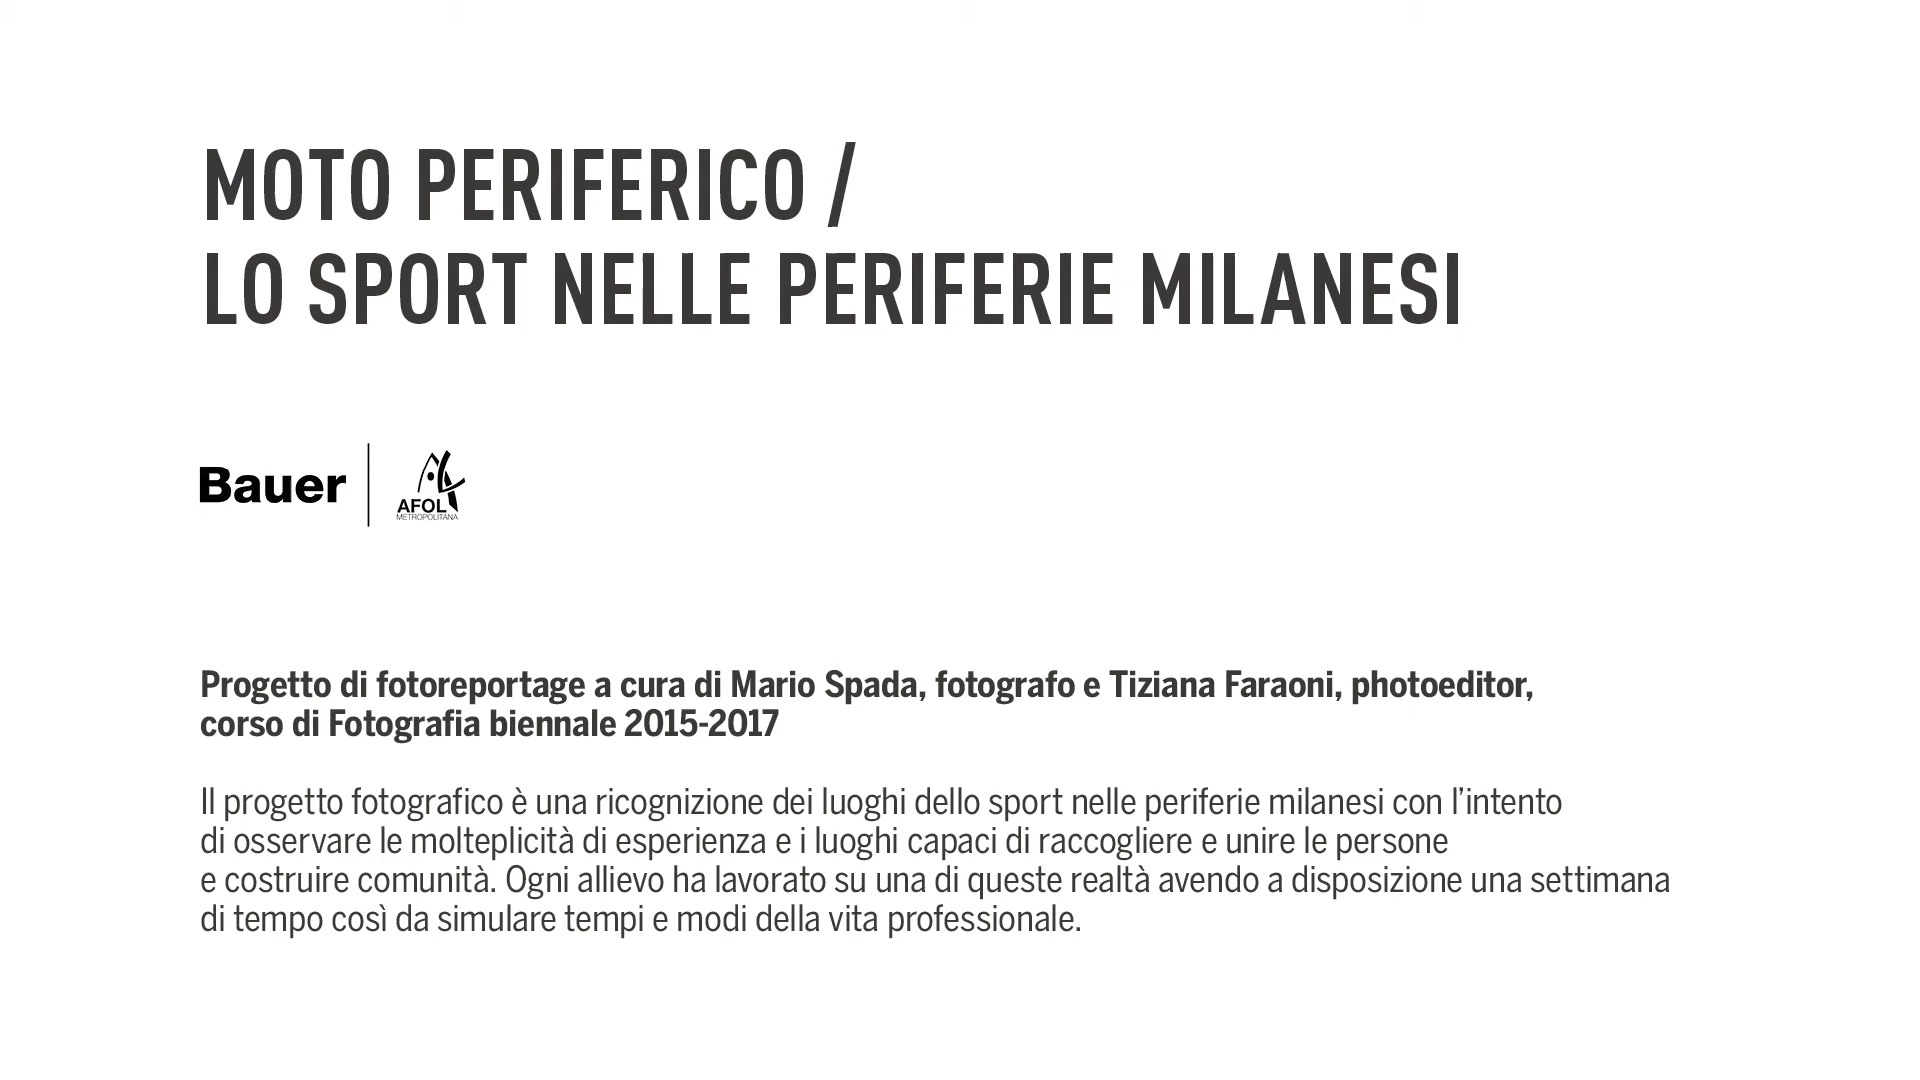 MOTO PERIFERICO /
LO SPORT NELLE PERIFERIE MILANESI
Bauer
AFOL
METROPOLITANA
Progetto di fotoreportage a cura di Mario Spada, fotografo e Tiziana Faraoni, photoeditor,
corso di Fotografia biennale 2015-2017
Il progetto fotografico è una ricognizione dei luoghi dello sport nelle periferie milanesi con l’intento
di osservare le molteplicità di esperienza e i luoghi capaci di raccogliere e unire le persone
e costruire comunità. Ogni allievo ha lavorato su una di queste realtà avendo a disposizione una settimana
di tempo così da simulare tempi e modi della vita professionale.